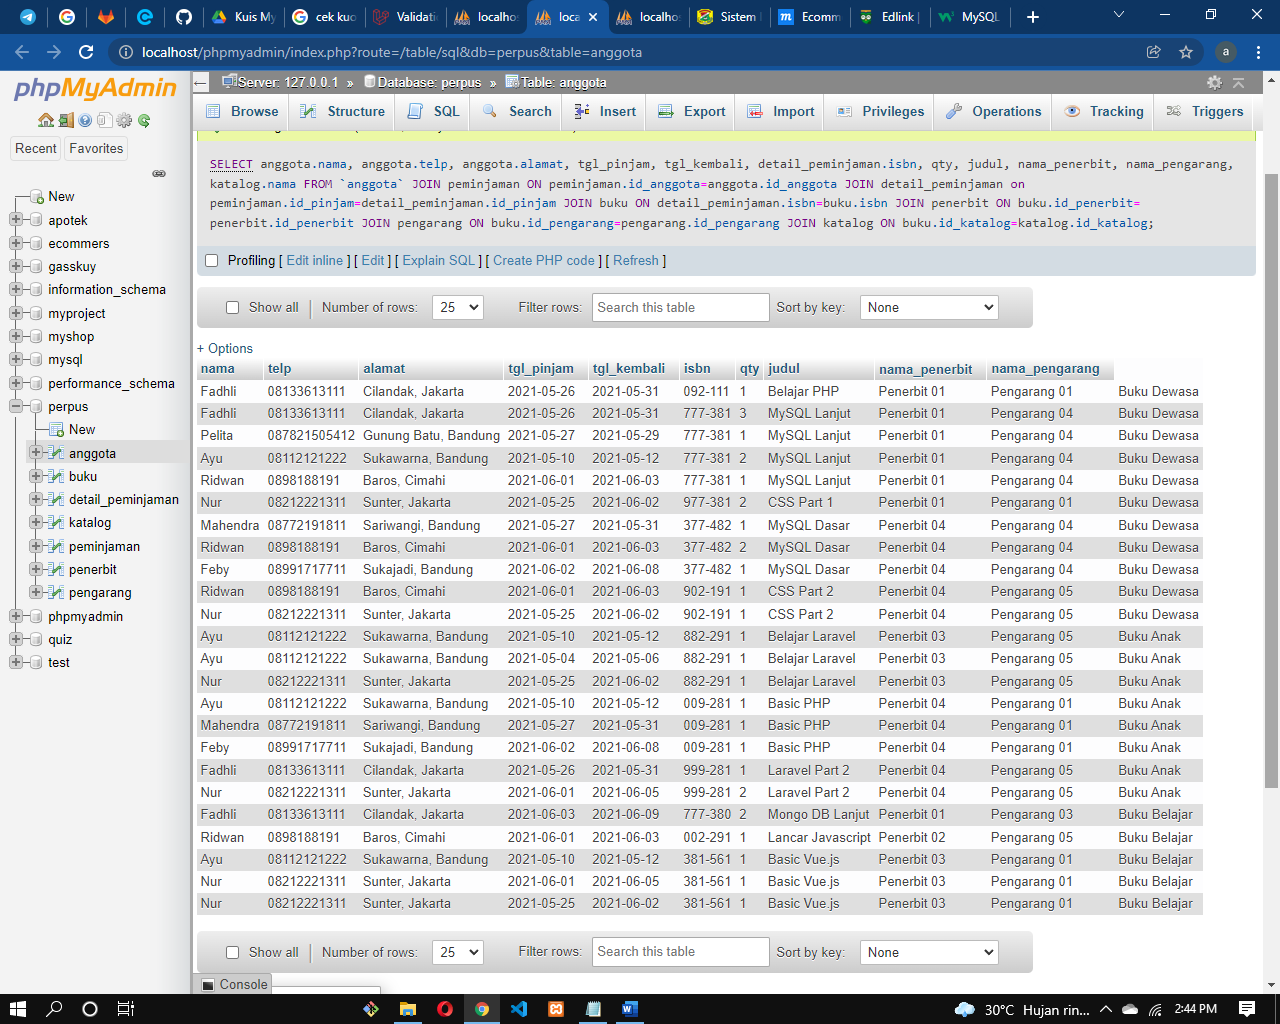 Kuis My
cek kuo
Validati
localhos
loca
localhos
Sistem
Ecomm
Edlink |
MySQL
localhost/phpmyadmin/index.php?route=/table/sql&db=perpus&table=anggota
a
phpMyAdmin
Recent Favorites
New
apotek
ecommers
gasskuy
information_schema
myproject
myshop
mysql
performance_schema
perpus
New
anggota
buku
detail_peminjaman
katalog
peminjaman
penerbit
pengarang
phpmyadmin
quiz
test
Server: 127.0.0.1 » Database: perpus » Table: anggota
Browse Structure SQL Search Insert Export Import Privileges Operations Tracking Triggers
SELECT anggota.nama, anggota.telp, anggota.alamat, tgl_pinjam, tgl_kembali, detail_peminjaman.isbn, qty, judul, nama_penerbit, nama_pengarang,
katalog.nama FROM `anggota` JOIN peminjaman ON peminjaman.id_anggota=anggota.id_anggota JOIN detail_peminjaman on
peminjaman.id_pinjam=detail_peminjaman.id_pinjam JOIN buku ON detail_peminjaman.isbn=buku.isbn JOIN penerbit ON buku.id_penerbit=
penerbit.id_penerbit JOIN pengarang ON buku.id_pengarang=pengarang.id_pengarang JOIN katalog ON buku.id_katalog=katalog.id_katalog;
Profiling [ Edit inline ] [ Edit ] [ Explain SQL ] [ Create PHP code ] [ Refresh ]
Show all | Number of rows: 25 Filter rows: Search this table Sort by key: None
+ Options
nama telp alamat tgl_pinjam tgl_kembali isbn qty judul nama_penerbit nama_pengarang
Fadhli 08133613111 Cilandak, Jakarta 2021-05-26 2021-05-31 092-111 1 Belajar PHP Penerbit 01 Pengarang 01 Buku Dewasa
Fadhli 08133613111 Cilandak, Jakarta 2021-05-26 2021-05-31 777-381 3 MySQL Lanjut Penerbit 01 Pengarang 04 Buku Dewasa
Pelita 087821505412 Gunung Batu, Bandung 2021-05-27 2021-05-29 777-381 1 MySQL Lanjut Penerbit 01 Pengarang 04 Buku Dewasa
Ayu 08112121222 Sukawarna, Bandung 2021-05-10 2021-05-12 777-381 2 MySQL Lanjut Penerbit 01 Pengarang 04 Buku Dewasa
Ridwan 0898188191 Baros, Cimahi 2021-06-01 2021-06-03 777-381 1 MySQL Lanjut Penerbit 01 Pengarang 04 Buku Dewasa
Nur 08212221311 Sunter, Jakarta 2021-05-25 2021-06-02 977-381 2 CSS Part 1 Penerbit 01 Pengarang 01 Buku Dewasa
Mahendra 08772191811 Sariwangi, Bandung 2021-05-27 2021-05-31 377-482 1 MySQL Dasar Penerbit 04 Pengarang 04 Buku Dewasa
Ridwan 0898188191 Baros, Cimahi 2021-06-01 2021-06-03 377-482 2 MySQL Dasar Penerbit 04 Pengarang 04 Buku Dewasa
Feby 08991717711 Sukajadi, Bandung 2021-06-02 2021-06-08 377-482 1 MySQL Dasar Penerbit 04 Pengarang 04 Buku Dewasa
Ridwan 0898188191 Baros, Cimahi 2021-06-01 2021-06-03 902-191 1 CSS Part 2 Penerbit 04 Pengarang 05 Buku Dewasa
Nur 08212221311 Sunter, Jakarta 2021-05-25 2021-06-02 902-191 1 CSS Part 2 Penerbit 04 Pengarang 05 Buku Dewasa
Ayu 08112121222 Sukawarna, Bandung 2021-05-10 2021-05-12 882-291 1 Belajar Laravel Penerbit 03 Pengarang 05 Buku Anak
Ayu 08112121222 Sukawarna, Bandung 2021-05-04 2021-05-06 882-291 1 Belajar Laravel Penerbit 03 Pengarang 05 Buku Anak
Nur 08212221311 Sunter, Jakarta 2021-05-25 2021-06-02 882-291 1 Belajar Laravel Penerbit 03 Pengarang 05 Buku Anak
Ayu 08112121222 Sukawarna, Bandung 2021-05-10 2021-05-12 009-281 1 Basic PHP Penerbit 04 Pengarang 01 Buku Anak
Mahendra 08772191811 Sariwangi, Bandung 2021-05-27 2021-05-31 009-281 1 Basic PHP Penerbit 04 Pengarang 01 Buku Anak
Feby 08991717711 Sukajadi, Bandung 2021-06-02 2021-06-08 009-281 1 Basic PHP Penerbit 04 Pengarang 01 Buku Anak
Fadhli 08133613111 Cilandak, Jakarta 2021-05-26 2021-05-31 999-281 1 Laravel Part 2 Penerbit 04 Pengarang 05 Buku Anak
Nur 08212221311 Sunter, Jakarta 2021-06-01 2021-06-05 999-281 2 Laravel Part 2 Penerbit 04 Pengarang 05 Buku Anak
Fadhli 08133613111 Cilandak, Jakarta 2021-06-03 2021-06-09 777-380 2 Mongo DB Lanjut Penerbit 01 Pengarang 03 Buku Belajar
Ridwan 0898188191 Baros, Cimahi 2021-06-01 2021-06-03 002-291 1 Lancar Javascript Penerbit 02 Pengarang 05 Buku Belajar
Ayu 08112121222 Sukawarna, Bandung 2021-05-10 2021-05-12 381-561 1 Basic Vue.js Penerbit 03 Pengarang 01 Buku Belajar
Nur 08212221311 Sunter, Jakarta 2021-06-01 2021-06-05 381-561 1 Basic Vue.js Penerbit 03 Pengarang 01 Buku Belajar
Nur 08212221311 Sunter, Jakarta 2021-05-25 2021-06-02 381-561 1 Basic Vue.js Penerbit 03 Pengarang 01 Buku Belajar
Show all | Number of rows: 25 Filter rows: Search this table Sort by key: None
Console
30°C Hujan rin... 2:44 PM